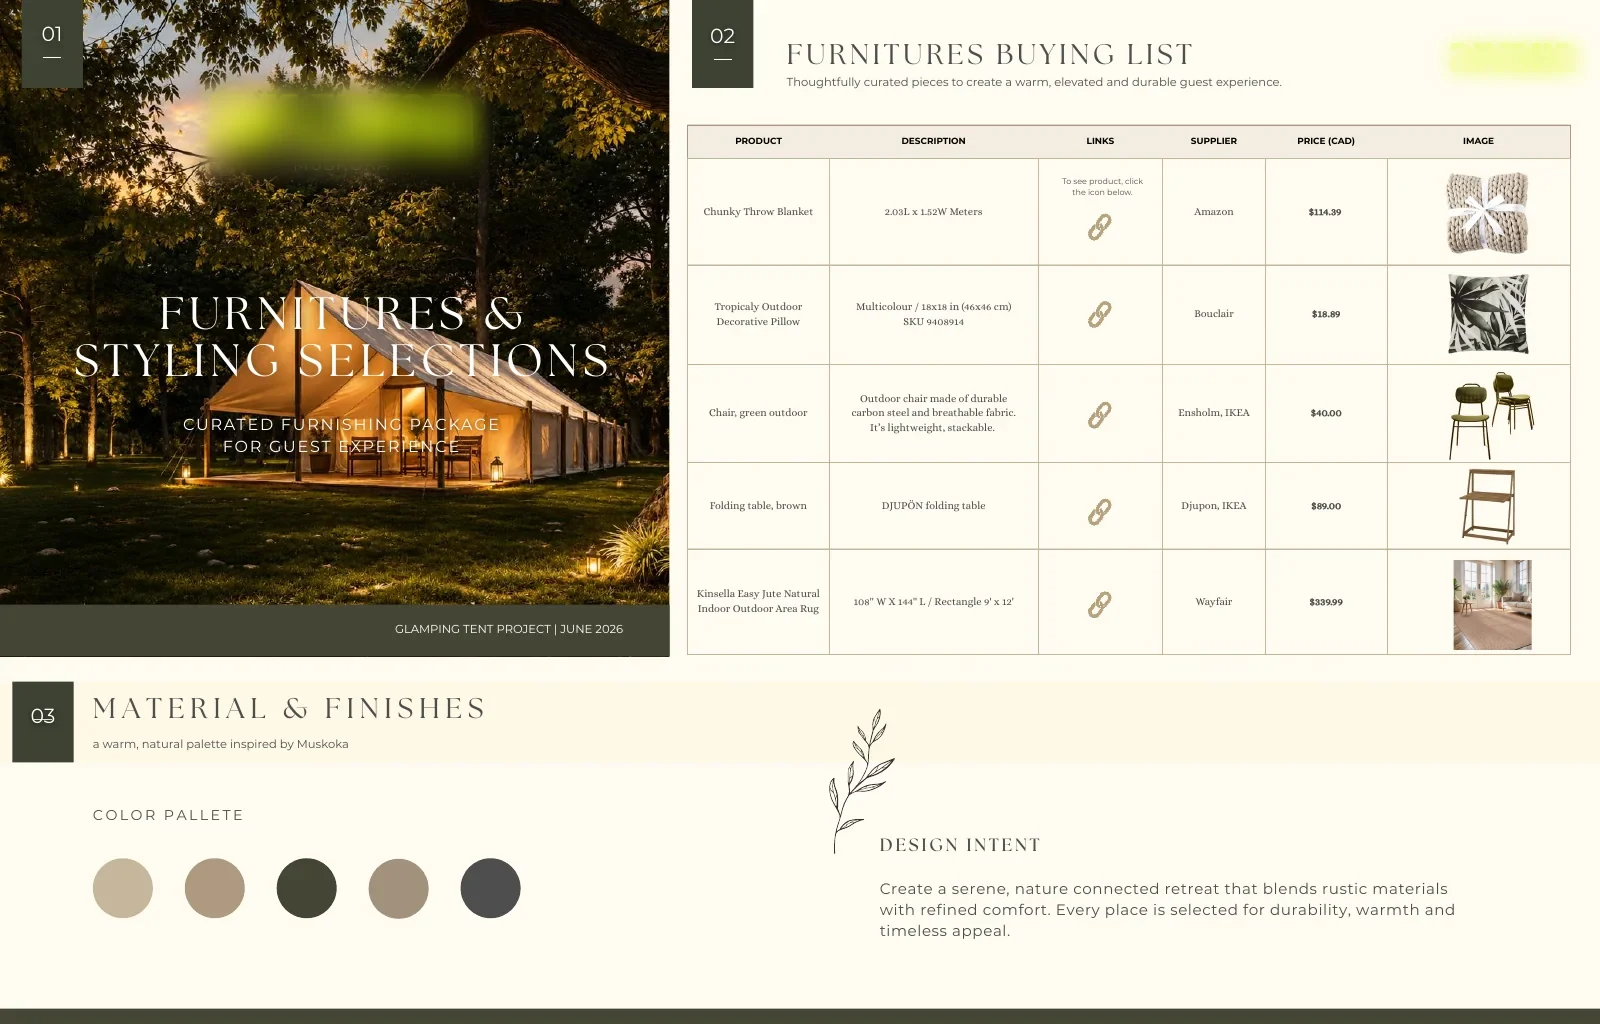 01
FURNITURES &
STYLING SELECTIONS
CURATED FURNISHING PACKAGE
FOR GUEST EXPERIENCE
GLAMPING TENT PROJECT | JUNE 2026
02
FURNITURES BUYING LIST
Thoughtfully curated pieces to create a warm, elevated and durable guest experience.
PRODUCT DESCRIPTION LINKS SUPPLIER PRICE (CAD) IMAGE
To see product, click
the icon below.
Chunky Throw Blanket 2.03L x 1.52W Meters Amazon $114.39
Tropicaly Outdoor
Decorative Pillow
Multicolour / 18x18 in (46x46 cm)
SKU 9408914
Bouclair $18.89
Chair, green outdoor
Outdoor chair made of durable
carbon steel and breathable fabric.
It's lightweight, stackable.
Ensholm, IKEA $40.00
Folding table, brown DJUPÖN folding table Djupon, IKEA $89.00
Kinsella Easy Jute Natural
Indoor Outdoor Area Rug
108" W X 144" L / Rectangle 9' x 12'
Wayfair $339.99
03
MATERIAL & FINISHES
a warm, natural palette inspired by Muskoka
COLOR PALLETE
DESIGN INTENT
Create a serene, nature connected retreat that blends rustic materials
with refined comfort. Every place is selected for durability, warmth and
timeless appeal.